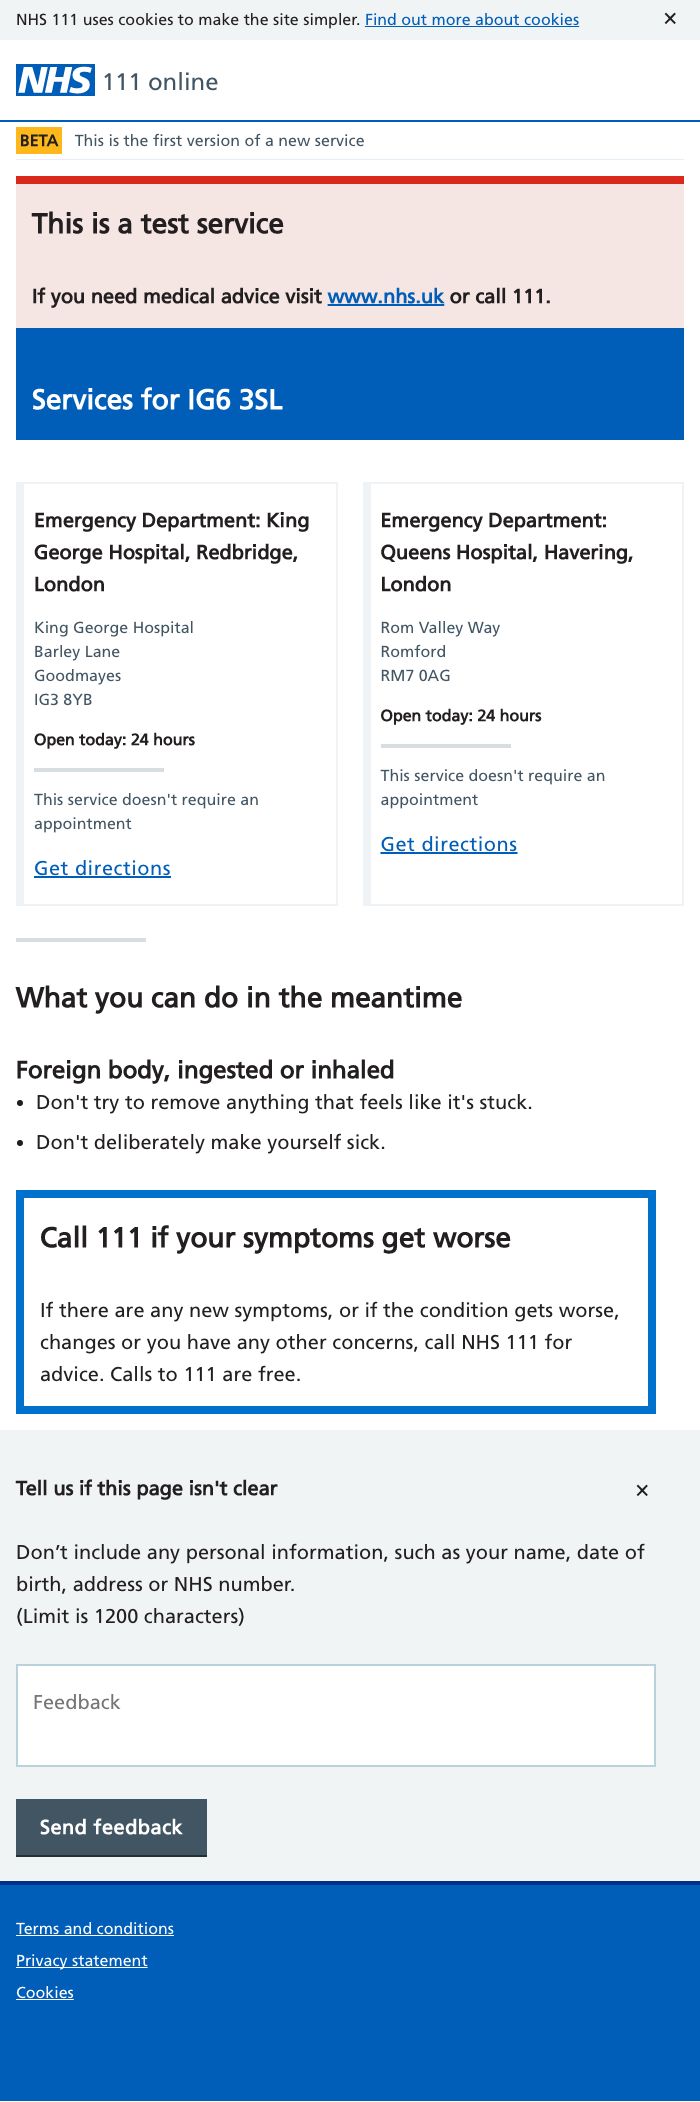 NHS 111 uses cookies to make the site simpler. Find out more about cookies ✕
NHS 111 online
BETA This is the first version of a new service
This is a test service
If you need medical advice visit www.nhs.uk or call 111.
Services for IG6 3SL
Emergency Department: King
George Hospital, Redbridge,
London
King George Hospital
Barley Lane
Goodmayes
IG3 8YB
Open today: 24 hours
This service doesn't require an
appointment
Get directions
Emergency Department:
Queens Hospital, Havering,
London
Rom Valley Way
Romford
RM7 0AG
Open today: 24 hours
This service doesn't require an
appointment
Get directions
What you can do in the meantime
Foreign body, ingested or inhaled
• Don't try to remove anything that feels like it's stuck.
• Don't deliberately make yourself sick.
Call 111 if your symptoms get worse
If there are any new symptoms, or if the condition gets worse,
changes or you have any other concerns, call NHS 111 for
advice. Calls to 111 are free.
Tell us if this page isn't clear ✕
Don’t include any personal information, such as your name, date of
birth, address or NHS number.
(Limit is 1200 characters)
Feedback
Send feedback
Terms and conditions
Privacy statement
Cookies